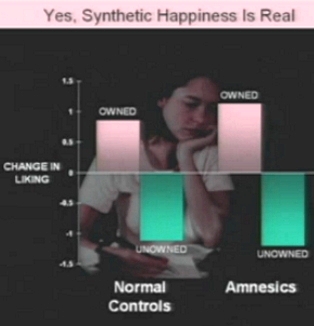 Yes, Synthetic Happiness Is Real
1.5
OWNED
1
OWNED
0.5
CHANGE IN
LIKING
0
-0.5
-1
UNOWNED
-1.5
UNOWNED
Normal
Controls
Amnesics